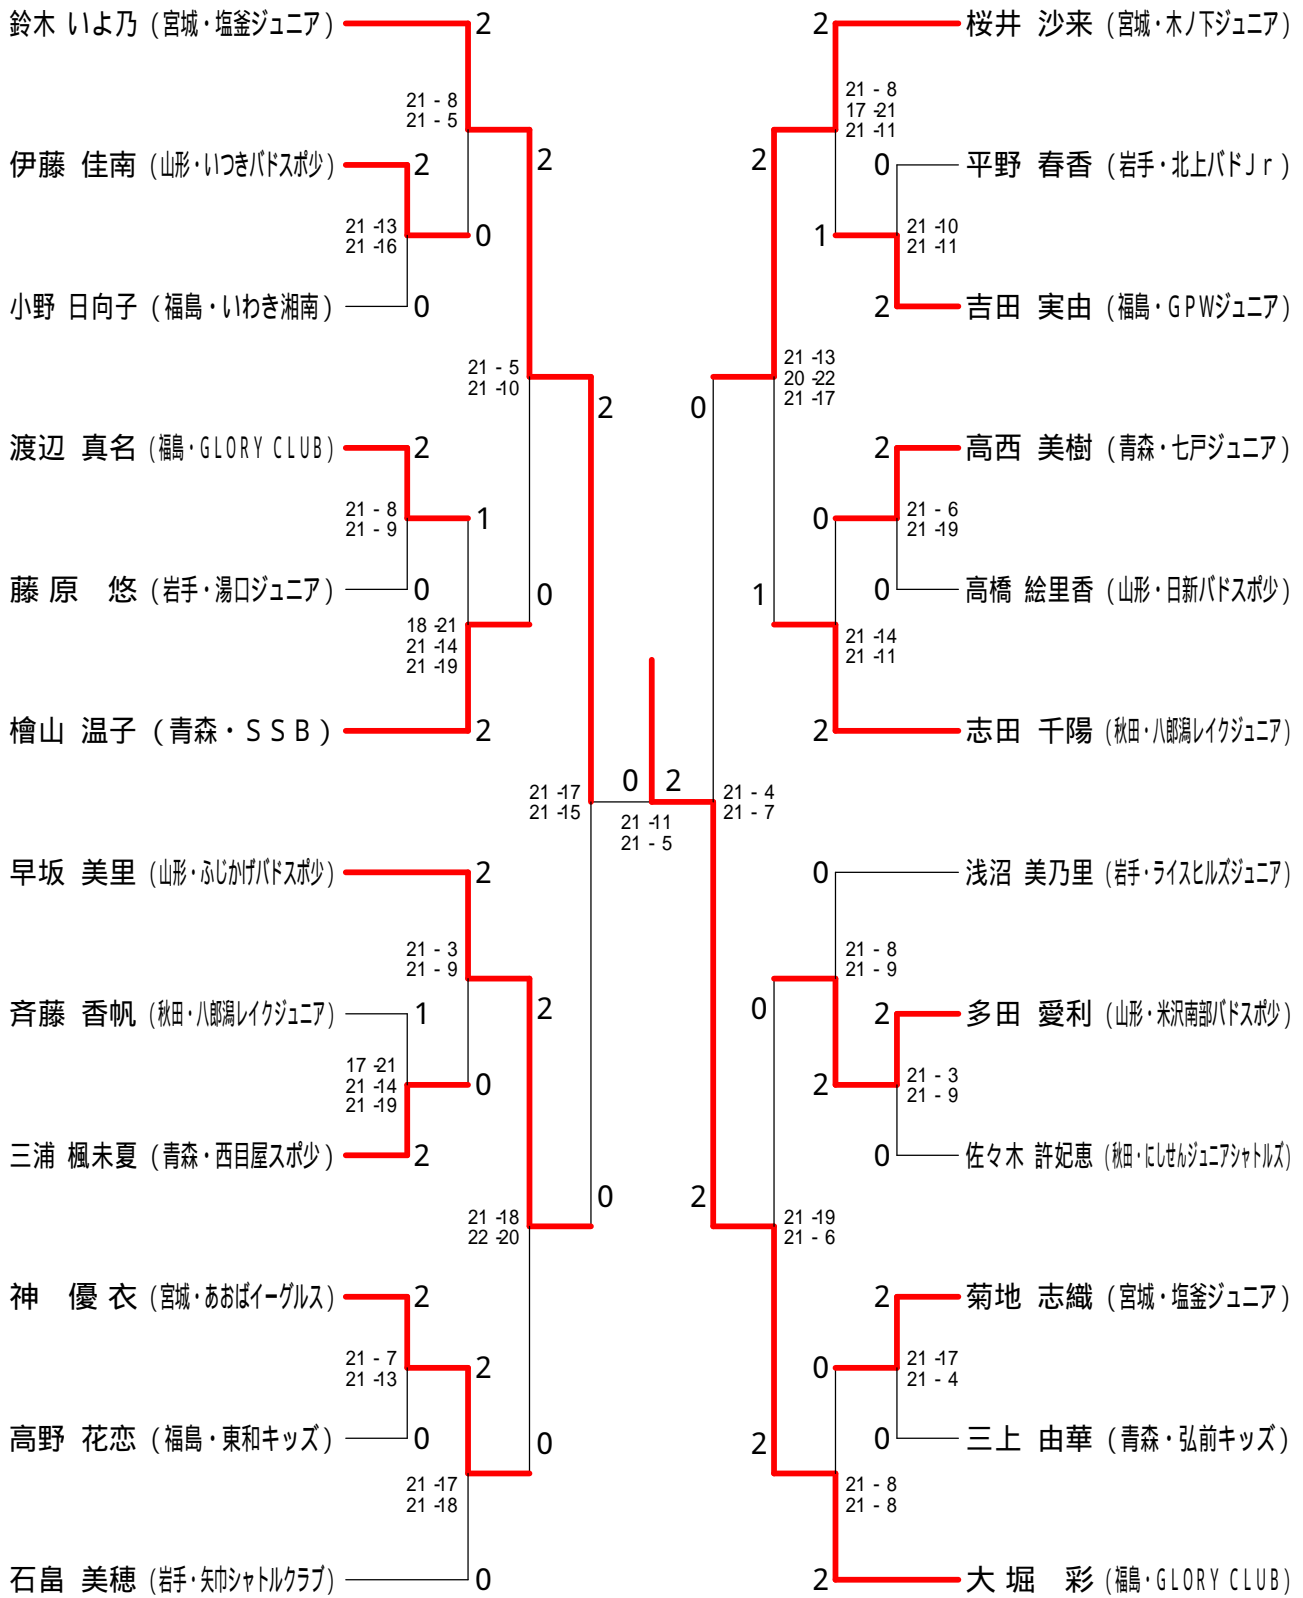 鈴木 いよ乃 (宮城・塩釜ジュニア)
2
21 - 8
21 - 5
2
伊藤 佳南 (山形・いつきバドスポ少)
2
21 -13
21 -16
0
小野 日向子 (福島・いわき湘南)
0
21 - 5
21 -10
2
渡辺 真名 (福島・GLORY CLUB)
2
21 - 8
21 - 9
1
藤原 悠 (岩手・湯口ジュニア)
0
0
18 -21
21 -14
21 -19
檜山 温子 (青森・SSB)
2
21 -17
21 -15
早坂 美里 (山形・ふじかげバドスポ少)
2
21 - 3
21 - 9
2
斉藤 香帆 (秋田・八郎潟レイクジュニア)
1
17 -21
21 -14
21 -19
0
三浦 楓未夏 (青森・西目屋スポ少)
2
0
21 -18
22 -20
神 優衣 (宮城・あおばイーグルス)
2
21 - 7
21 -13
2
高野 花恋 (福島・東和キッズ)
0
0
21 -17
21 -18
石畠 美穂 (岩手・矢巾シャトルクラブ)
0
0
2
21 -11
21 - 5
2
桜井 沙来 (宮城・木ノ下ジュニア)
21 - 8
17 -21
21 -11
2
0
平野 春香 (岩手・北上バドJr)
1
21 -10
21 -11
2
吉田 実由 (福島・GPWジュニア)
0
21 -13
20 -22
21 -17
2
高西 美樹 (青森・七戸ジュニア)
0
21 - 6
21 -19
1
0
高橋 絵里香 (山形・日新バドスポ少)
21 -14
21 -11
2
志田 千陽 (秋田・八郎潟レイクジュニア)
21 - 4
21 - 7
0
浅沼 美乃里 (岩手・ライスヒルズジュニア)
21 - 8
21 - 9
0
2
多田 愛利 (山形・米沢南部バドスポ少)
2
21 - 3
21 - 9
0
佐々木 許妃恵 (秋田・にしせんジュニアシャトルズ)
2
21 -19
21 - 6
2
菊地 志織 (宮城・塩釜ジュニア)
0
21 -17
21 - 4
2
0
三上 由華 (青森・弘前キッズ)
21 - 8
21 - 8
2
大堀 彩 (福島・GLORY CLUB)